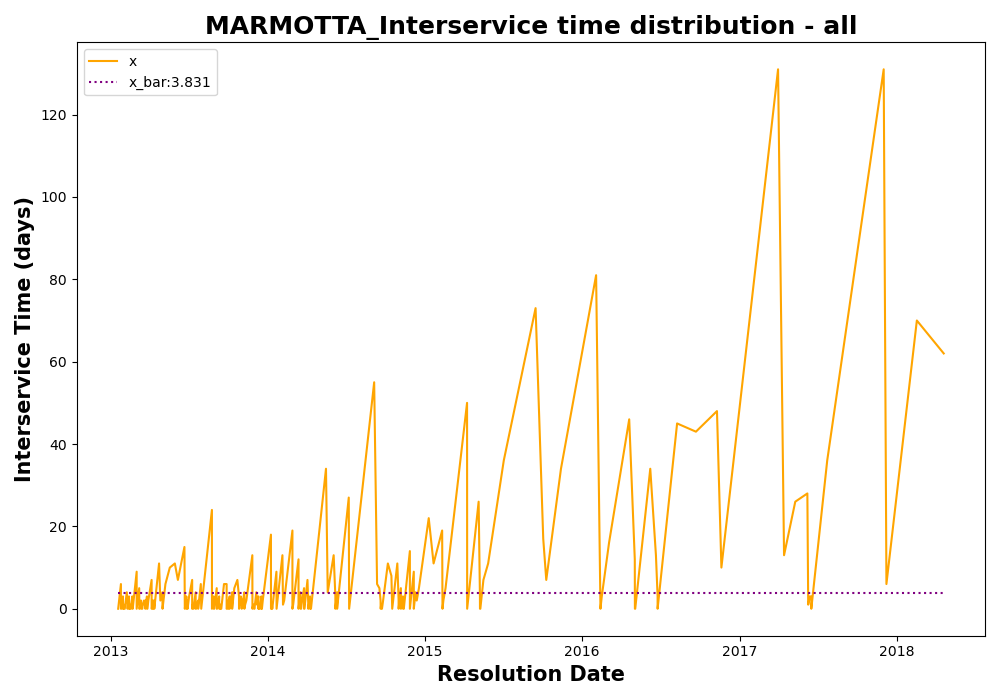 MARMOTTA_Interservice time distribution - all
x
x_bar:3.831
Interservice Time (days)
120
100
80
60
40
20
0
2013 2014 2015 2016 2017 2018
Resolution Date